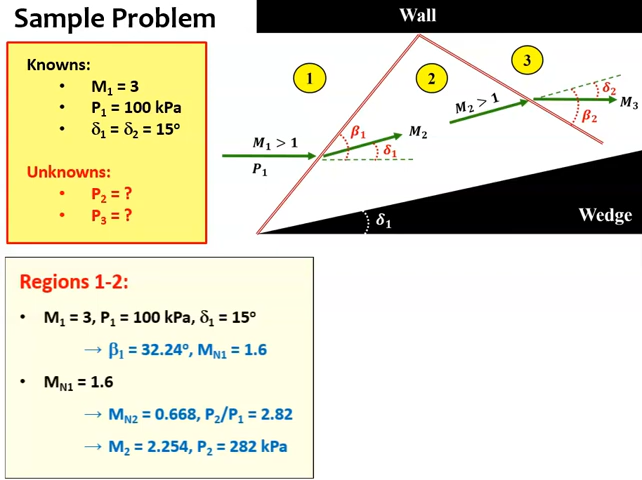 Sample Problem
Knowns:
• M₁ = 3
• P₁ = 100 kPa
• δ₁ = δ₂ = 15°
Unknowns:
• P₂ = ?
• P₃ = ?
Wall
1
2
3
M₁ > 1
P₁
β₁
M₂
δ₁
M₂ > 1
δ₂
M₃
β₂
δ₁
Wedge
Regions 1-2:
• M₁ = 3, P₁ = 100 kPa, δ₁ = 15°
→ β₁ = 32.24°, M_N1 = 1.6
• M_N1 = 1.6
→ M_N2 = 0.668, P₂/P₁ = 2.82
→ M₂ = 2.254, P₂ = 282 kPa